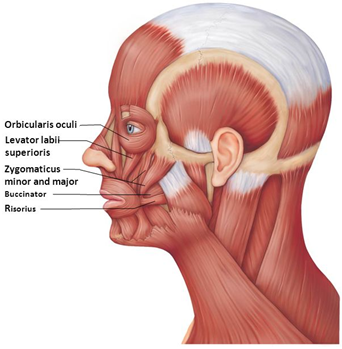 Orbicularis oculi
Levator labii
superioris
Zygomaticus
minor and major
Buccinator
Risorius